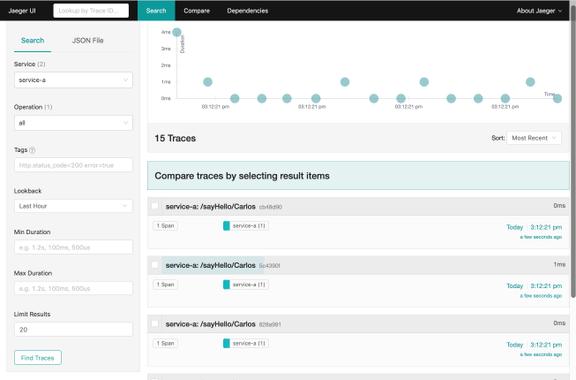 Jaeger UI
Lookup by Trace ID...
Search
Compare
Dependencies
About Jaeger
Search
JSON File
Service (2)
service-a
Operation (1)
all
Tags
http.status_code=200 error=true
Lookback
Last Hour
Min Duration
e.g. 1.2s, 100ms, 500us
Max Duration
e.g. 1.2s, 100ms, 500us
Limit Results
20
Find Traces
4ms
Duration
3ms
2ms
1ms
0ms
Time
03:12:21 pm
03:12:21 pm
03:12:21 pm
03:12:21 pm
15 Traces
Sort: Most Recent
Compare traces by selecting result items
service-a: /sayHello/Carlos cb48d90
0ms
1 Span
service-a (1)
Today 3:12:21 pm
a few seconds ago
service-a: /sayHello/Carlos
1ms
1 Span
service-a (1)
Today 3:12:21 pm
a few seconds ago
service-a: /sayHello/Carlos
0ms
1 Span
service-a (1)
Today 3:12:21 pm
a few seconds ago